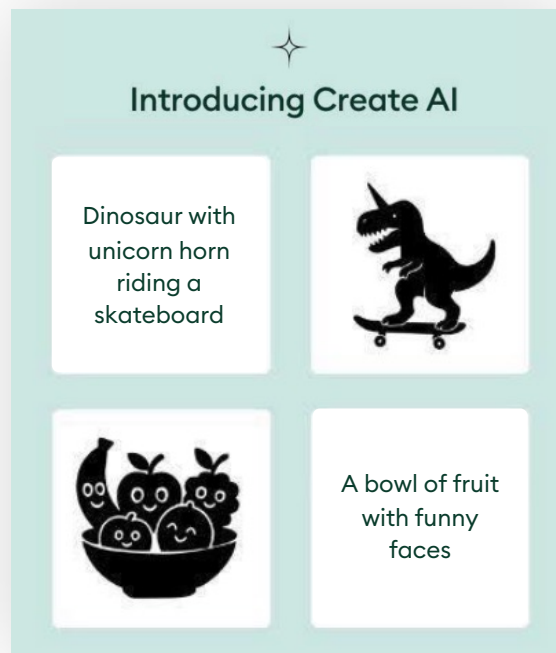 Introducing Create AI
Dinosaur with
unicorn horn
riding a
skateboard
A bowl of fruit
with funny
faces